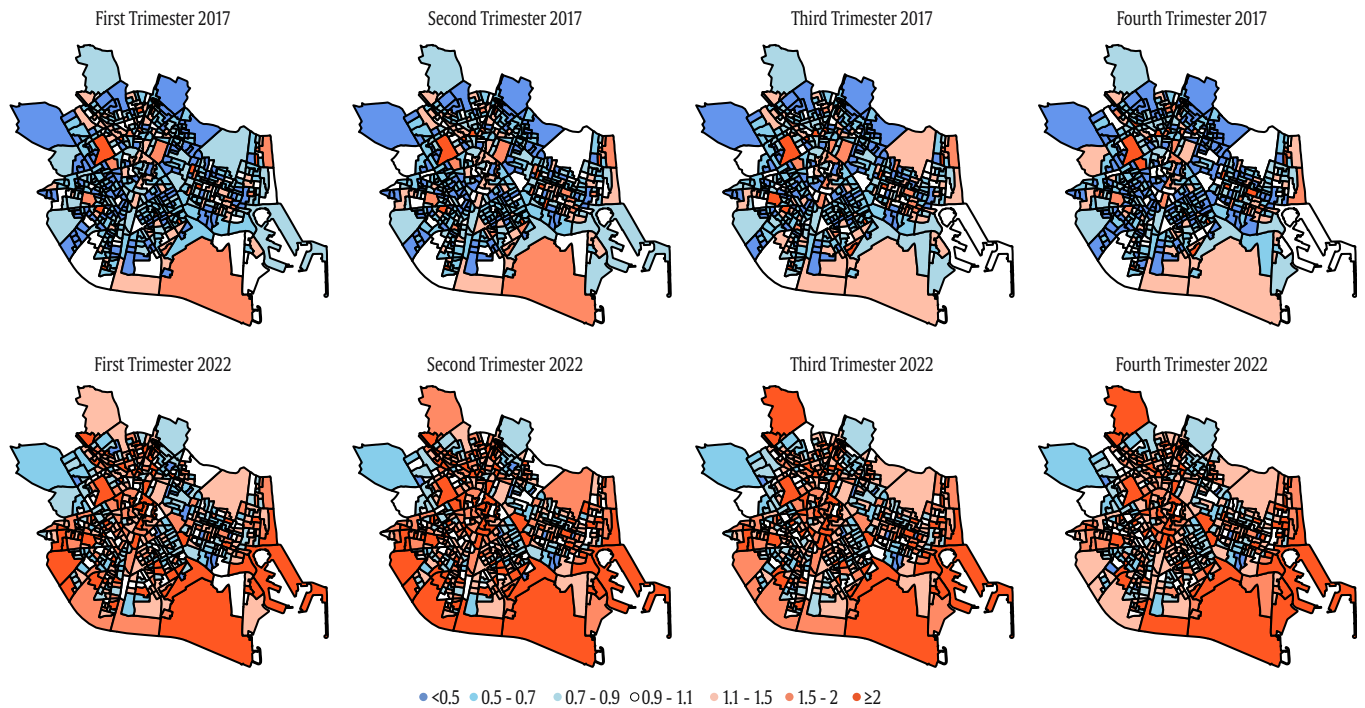 First Trimester 2017 Second Trimester 2017 Third Trimester 2017 Fourth Trimester 2017
First Trimester 2022 Second Trimester 2022 Third Trimester 2022 Fourth Trimester 2022
<0.5 0.5 - 0.7 0.7 - 0.9 0.9 - 1.1 1.1 - 1.5 1.5 - 2 ≥2